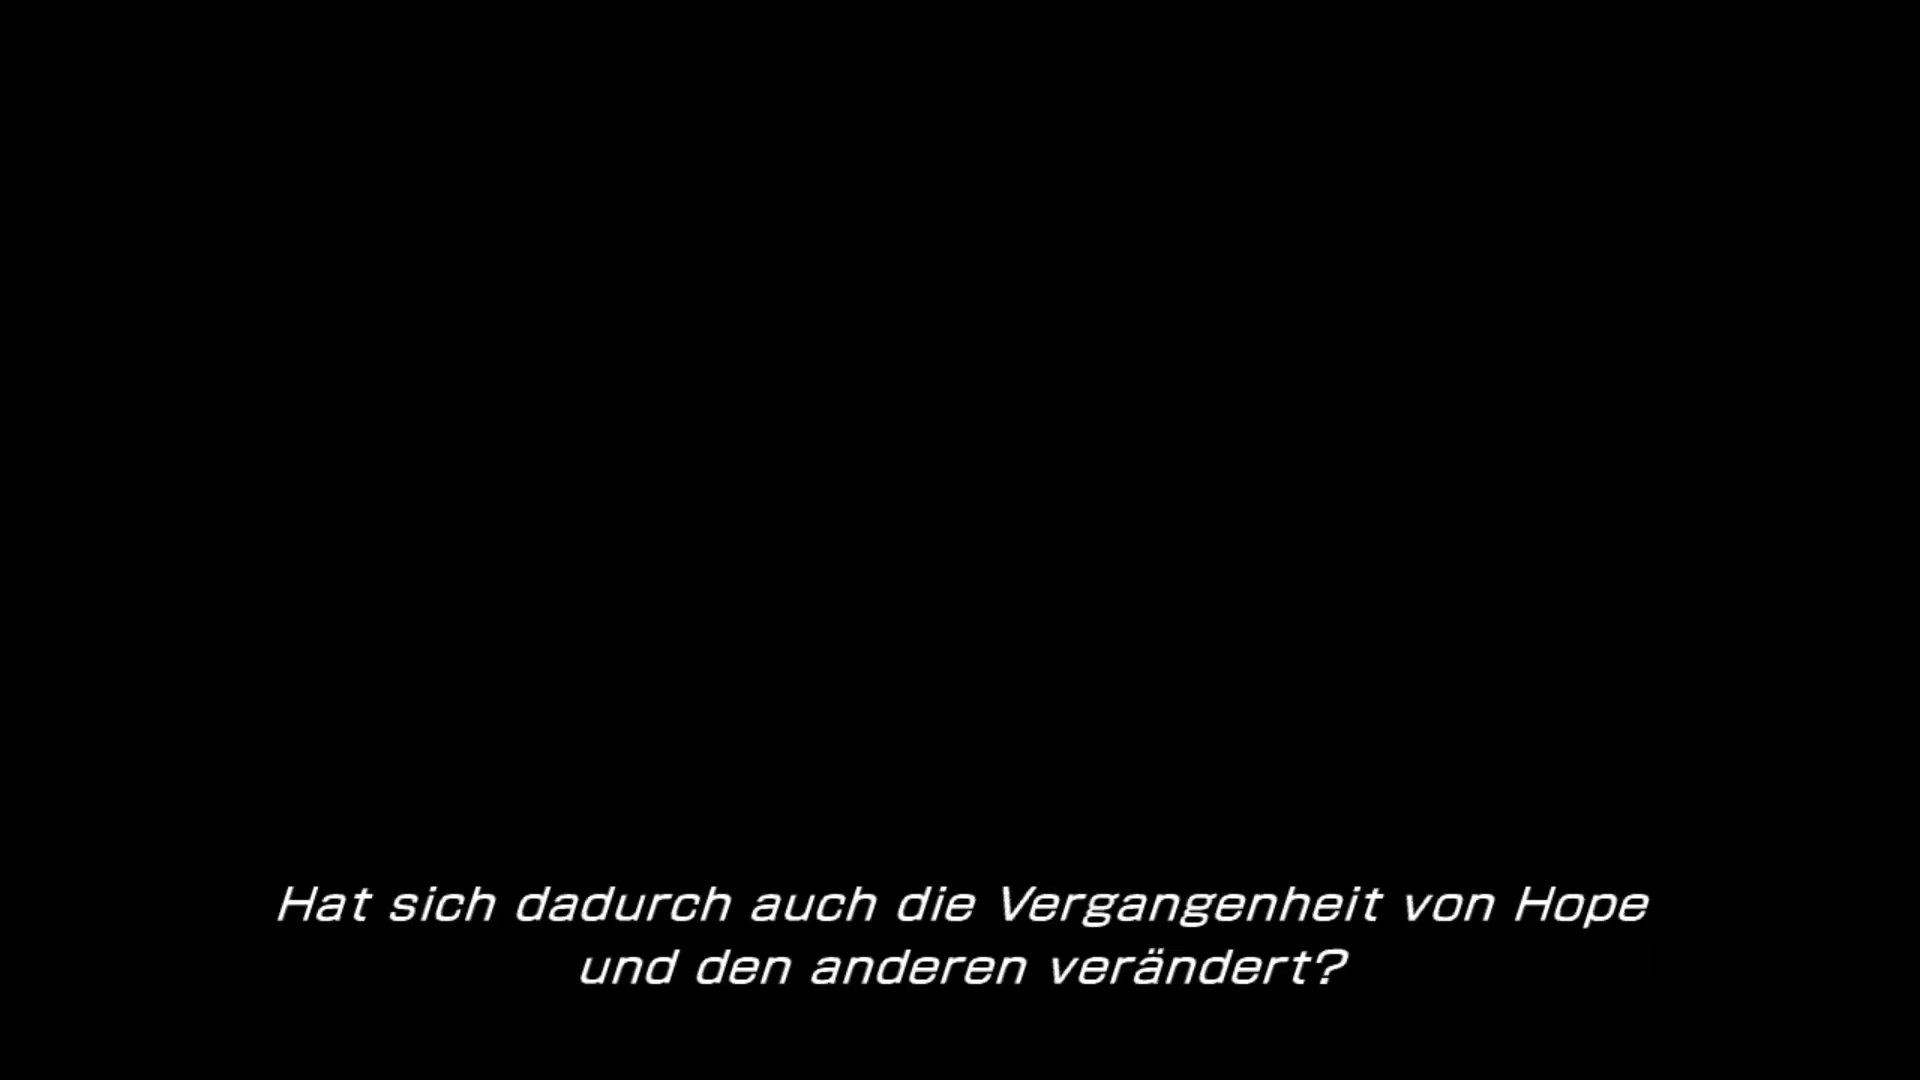 Hat sich dadurch auch die Vergangenheit von Hope
und den anderen verändert?